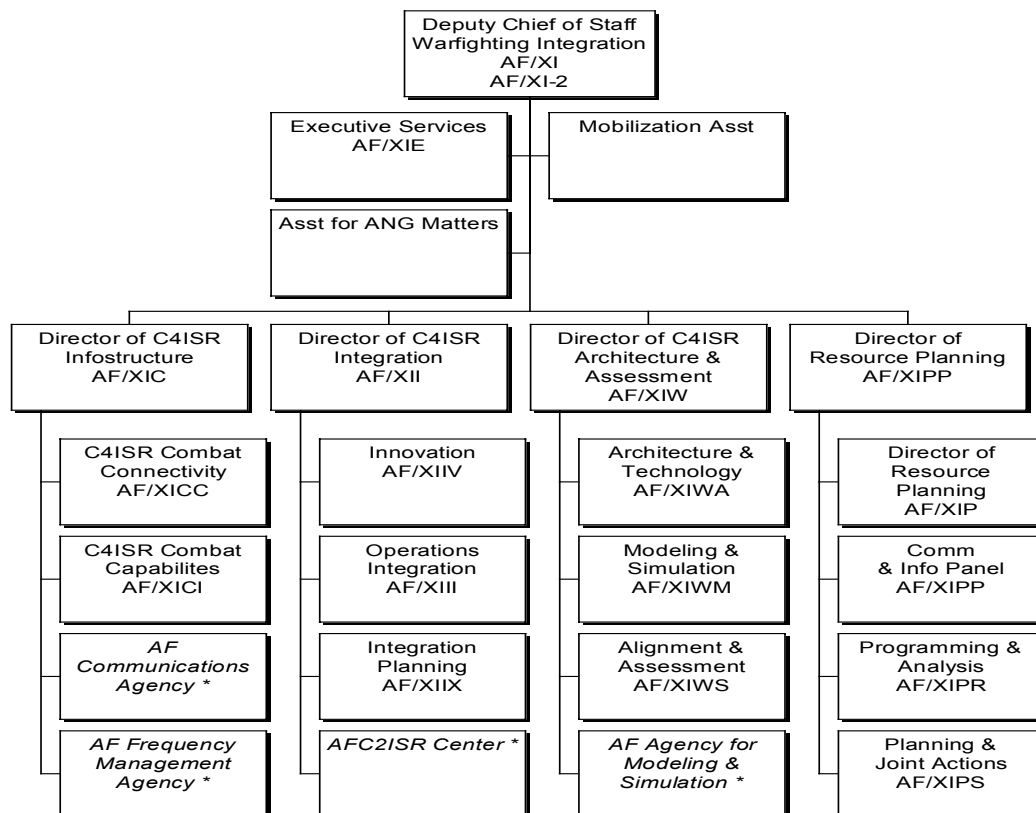 Deputy Chief of Staff
Warfighting Integration
AF/XI
AF/XI-2
Executive Services
AF/XIE
Mobilization Asst
Asst for ANG Matters
Director of C4ISR
Infostructure
AF/XIC
Director of C4ISR
Integration
AF/XII
Director of C4ISR
Architecture &
Assessment
AF/XIW
Director of
Resource Planning
AF/XIPP
C4ISR Combat
Connectivity
AF/XICC
C4ISR Combat
Capabilites
AF/XICI
AF
Communications
Agency *
AF Frequency
Management
Agency *
Innovation
AF/XIIV
Operations
Integration
AF/XIII
Integration
Planning
AF/XIIX
AFC2ISR Center *
Architecture &
Technology
AF/XIWA
Modeling &
Simulation
AF/XIWM
Alignment &
Assessment
AF/XIWS
AF Agency for
Modeling &
Simulation *
Director of
Resource
Planning
AF/XIP
Comm
& Info Panel
AF/XIPP
Programming &
Analysis
AF/XIPR
Planning &
Joint Actions
AF/XIPS